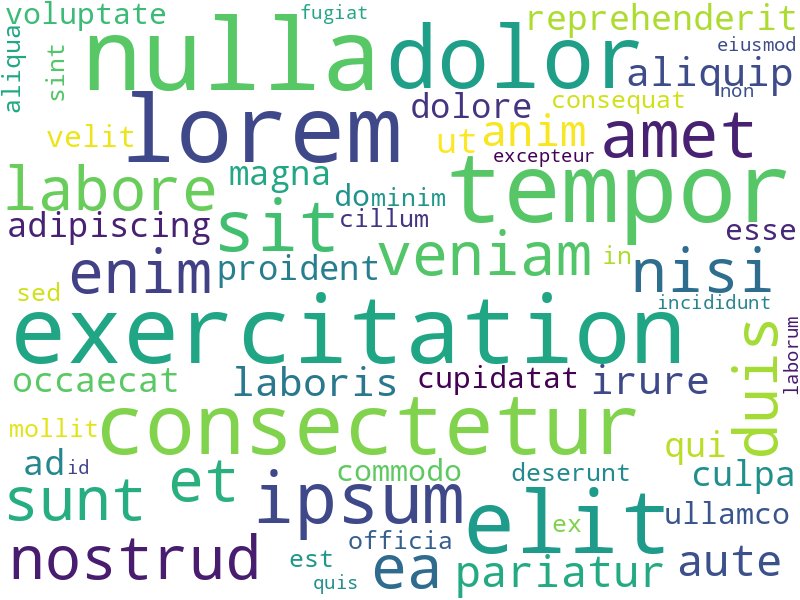 voluptate fugiat reprehenderit
aliqua sint nulla dolor eiusmod
aliquip non
lorem dolore consequat
velit ut anim amet
excepteur
labore magna do minim tempor
adipiscing sit cillum esse
enim proident veniam in nisi
sed incididunt
exercitation duis laborum
occaecat laboris cupidatat irure
mollit consectetur qui
ad id et commodo deserunt culpa
sunt ipsum elit ex ullamco
nostrud est officia ea pariatur aute
quis